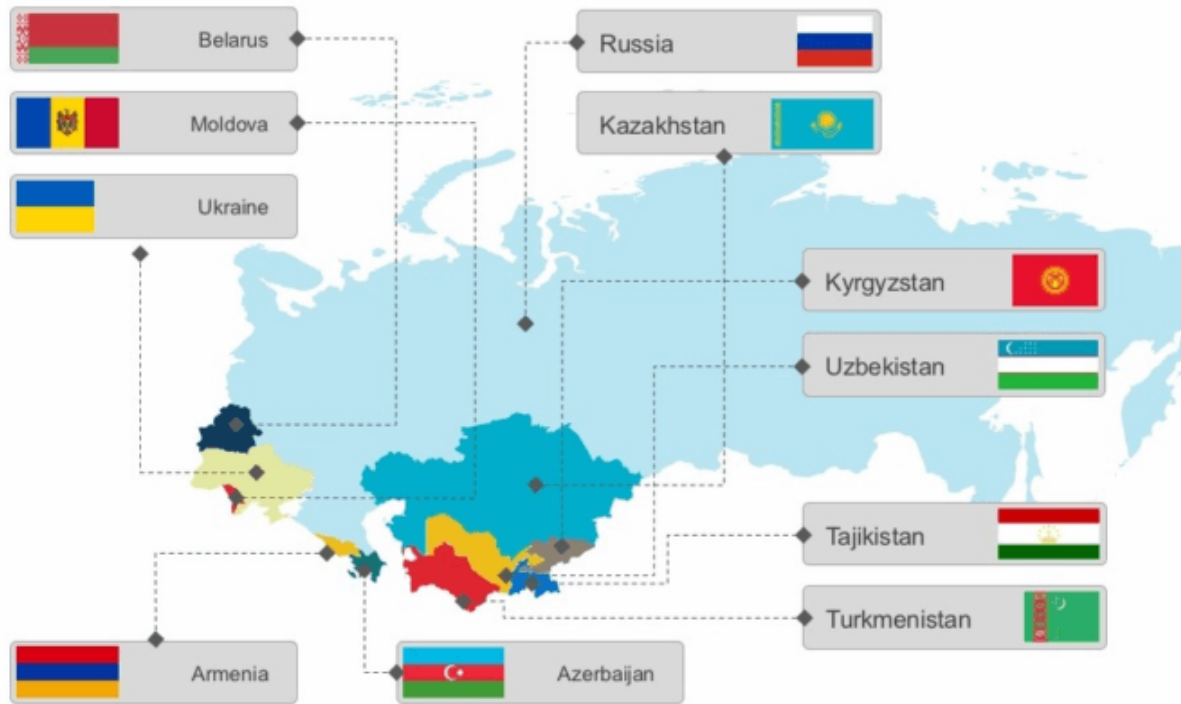 Belarus
Moldova
Ukraine
Russia
Kazakhstan
Kyrgyzstan
Uzbekistan
Tajikistan
Turkmenistan
Armenia
Azerbaijan